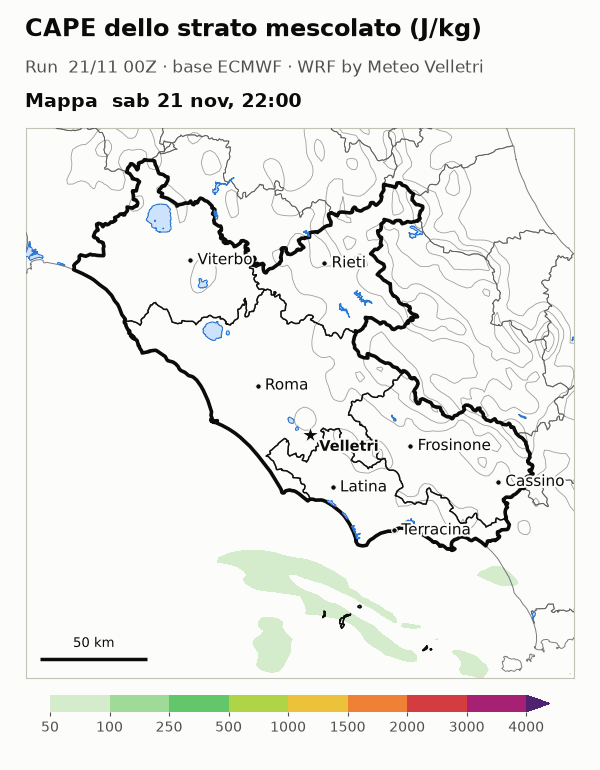 CAPE dello strato mescolato (J/kg)
Run  21/11 00Z · base ECMWF · WRF by Meteo Velletri
Mappa  sab 21 nov, 22:00
Viterbo
Rieti
Roma
Velletri
Frosinone
Latina
Cassino
Terracina
50 km
50 100 250 500 1000 1500 2000 3000 4000